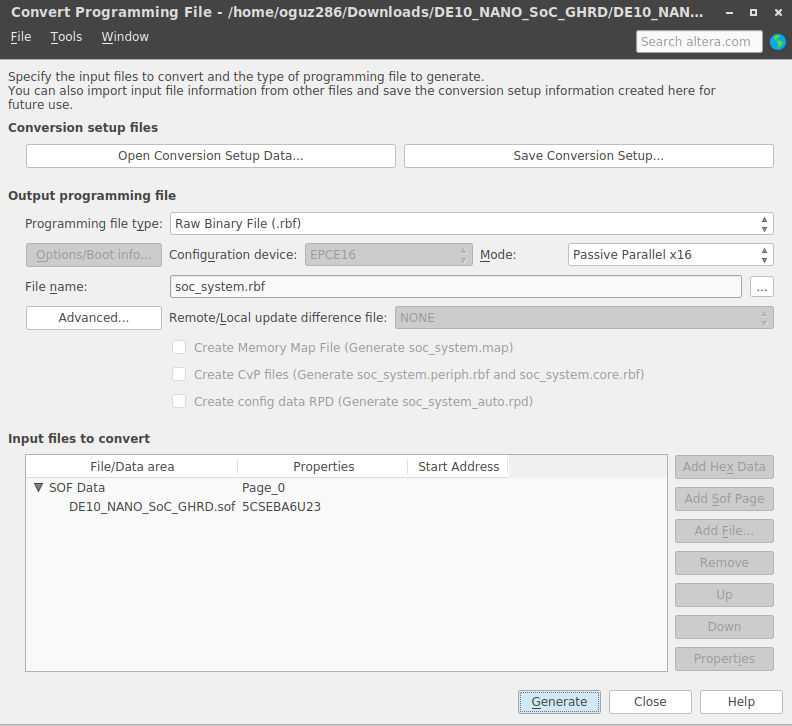 Convert Programming File - /home/oguz286/Downloads/DE10_NANO_SoC_GHRD/DE10_NAN...
File Tools Window
Search altera.com
Specify the input files to convert and the type of programming file to generate.
You can also import input file information from other files and save the conversion setup information created here for
future use.
Conversion setup files
Open Conversion Setup Data... Save Conversion Setup...
Output programming file
Programming file type: Raw Binary File (.rbf)
Options/Boot info... Configuration device: EPCE16 Mode: Passive Parallel x16
File name: soc_system.rbf ...
Advanced... Remote/Local update difference file: NONE
Create Memory Map File (Generate soc_system.map)
Create CvP files (Generate soc_system.periph.rbf and soc_system.core.rbf)
Create config data RPD (Generate soc_system_auto.rpd)
Input files to convert
File/Data area Properties Start Address
SOF Data Page_0
DE10_NANO_SoC_GHRD.sof 5CSEBA6U23
Add Hex Data
Add Sof Page
Add File...
Remove
Up
Down
Properties
Generate Close Help